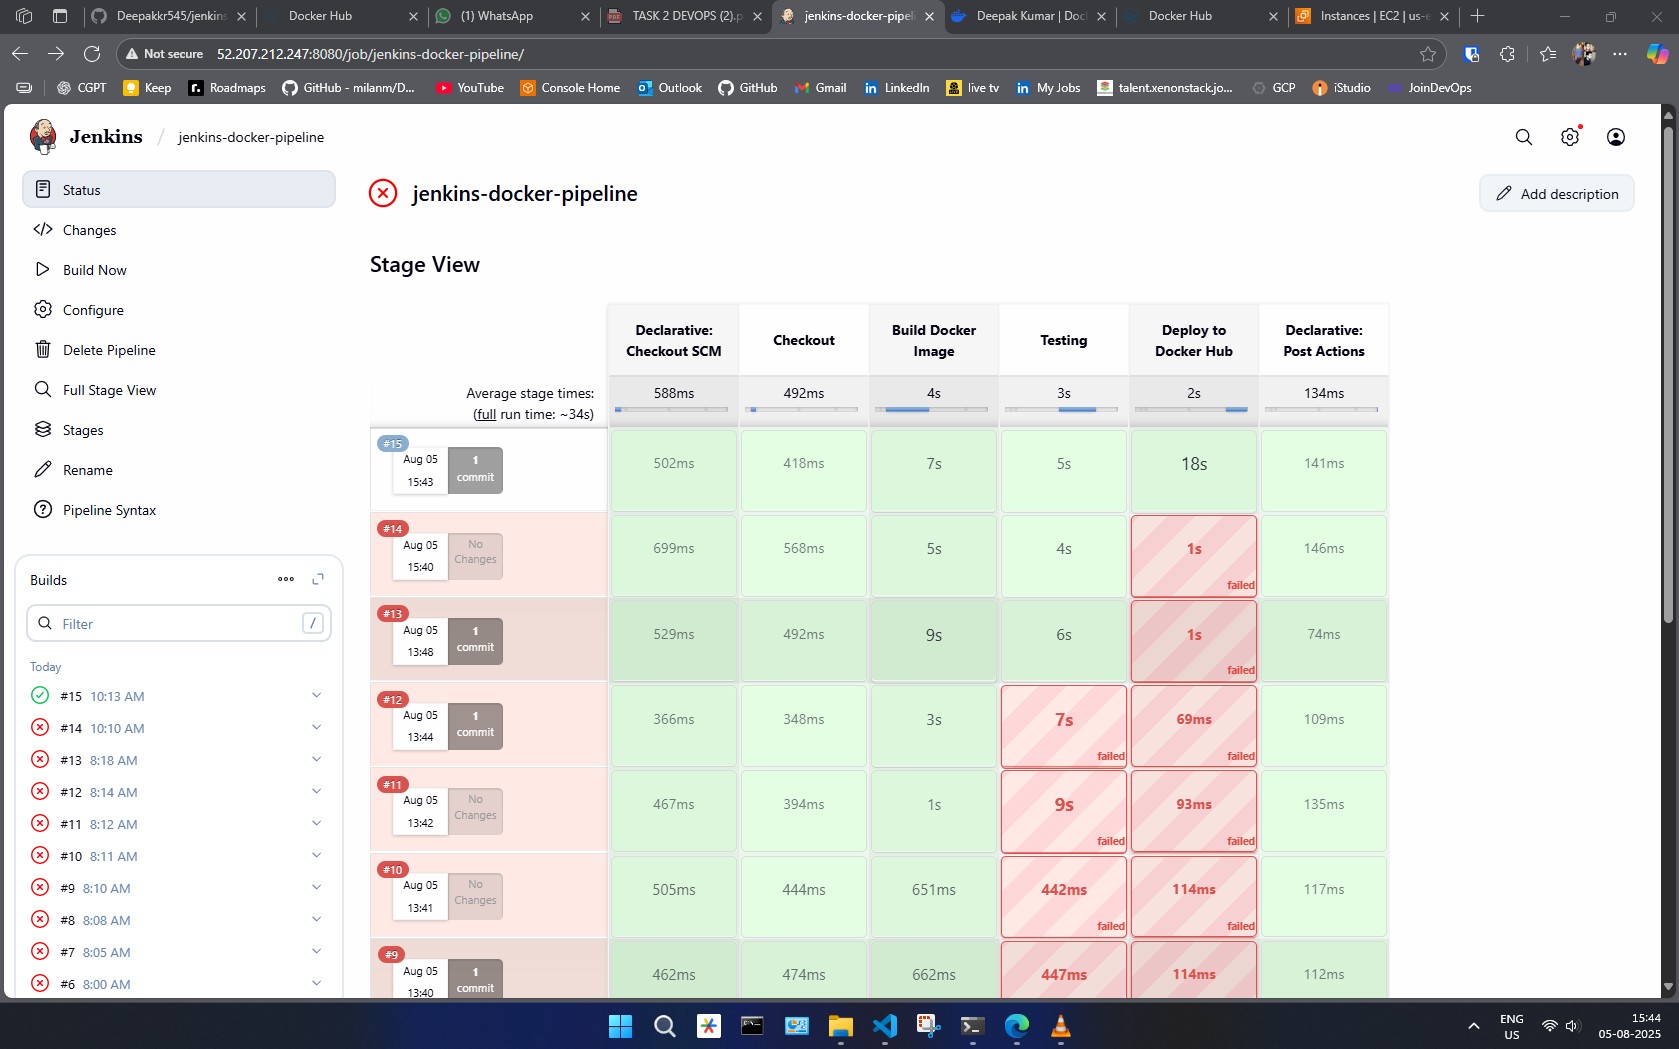 Deepakkr545/jenkins
Docker Hub
(1) WhatsApp
TASK 2 DEVOPS (2).p
jenkins-docker-pipeli
Deepak Kumar | Doc
Docker Hub
Instances | EC2 | us-e
Not secure
52.207.212.247:8080/job/jenkins-docker-pipeline/
CGPT
Keep
Roadmaps
GitHub - milanm/D...
YouTube
Console Home
Outlook
GitHub
Gmail
LinkedIn
live tv
My Jobs
talent.xenonstack.jo...
GCP
iStudio
JoinDevOps
Jenkins / jenkins-docker-pipeline
Status
Changes
Build Now
Configure
Delete Pipeline
Full Stage View
Stages
Rename
Pipeline Syntax
Builds
Filter
/
Today
#15 10:13 AM
#14 10:10 AM
#13 8:18 AM
#12 8:14 AM
#11 8:12 AM
#10 8:11 AM
#9 8:10 AM
#8 8:08 AM
#7 8:05 AM
#6 8:00 AM
jenkins-docker-pipeline
Add description
Stage View
Declarative: Checkout SCM
Checkout
Build Docker Image
Testing
Deploy to Docker Hub
Declarative: Post Actions
Average stage times:
(full run time: ~34s)
588ms 492ms 4s 3s 2s 134ms
#15
Aug 05
15:43
1 commit
502ms 418ms 7s 5s 18s 141ms
#14
Aug 05
15:40
No Changes
699ms 568ms 5s 4s 1s failed 146ms
#13
Aug 05
13:48
1 commit
529ms 492ms 9s 6s 1s failed 74ms
#12
Aug 05
13:44
1 commit
366ms 348ms 3s 7s failed 69ms failed 109ms
#11
Aug 05
13:42
No Changes
467ms 394ms 1s 9s failed 93ms failed 135ms
#10
Aug 05
13:41
No Changes
505ms 444ms 651ms 442ms failed 114ms failed 117ms
#9
Aug 05
13:40
1 commit
462ms 474ms 662ms 447ms 114ms 112ms
ENG
US
15:44
05-08-2025